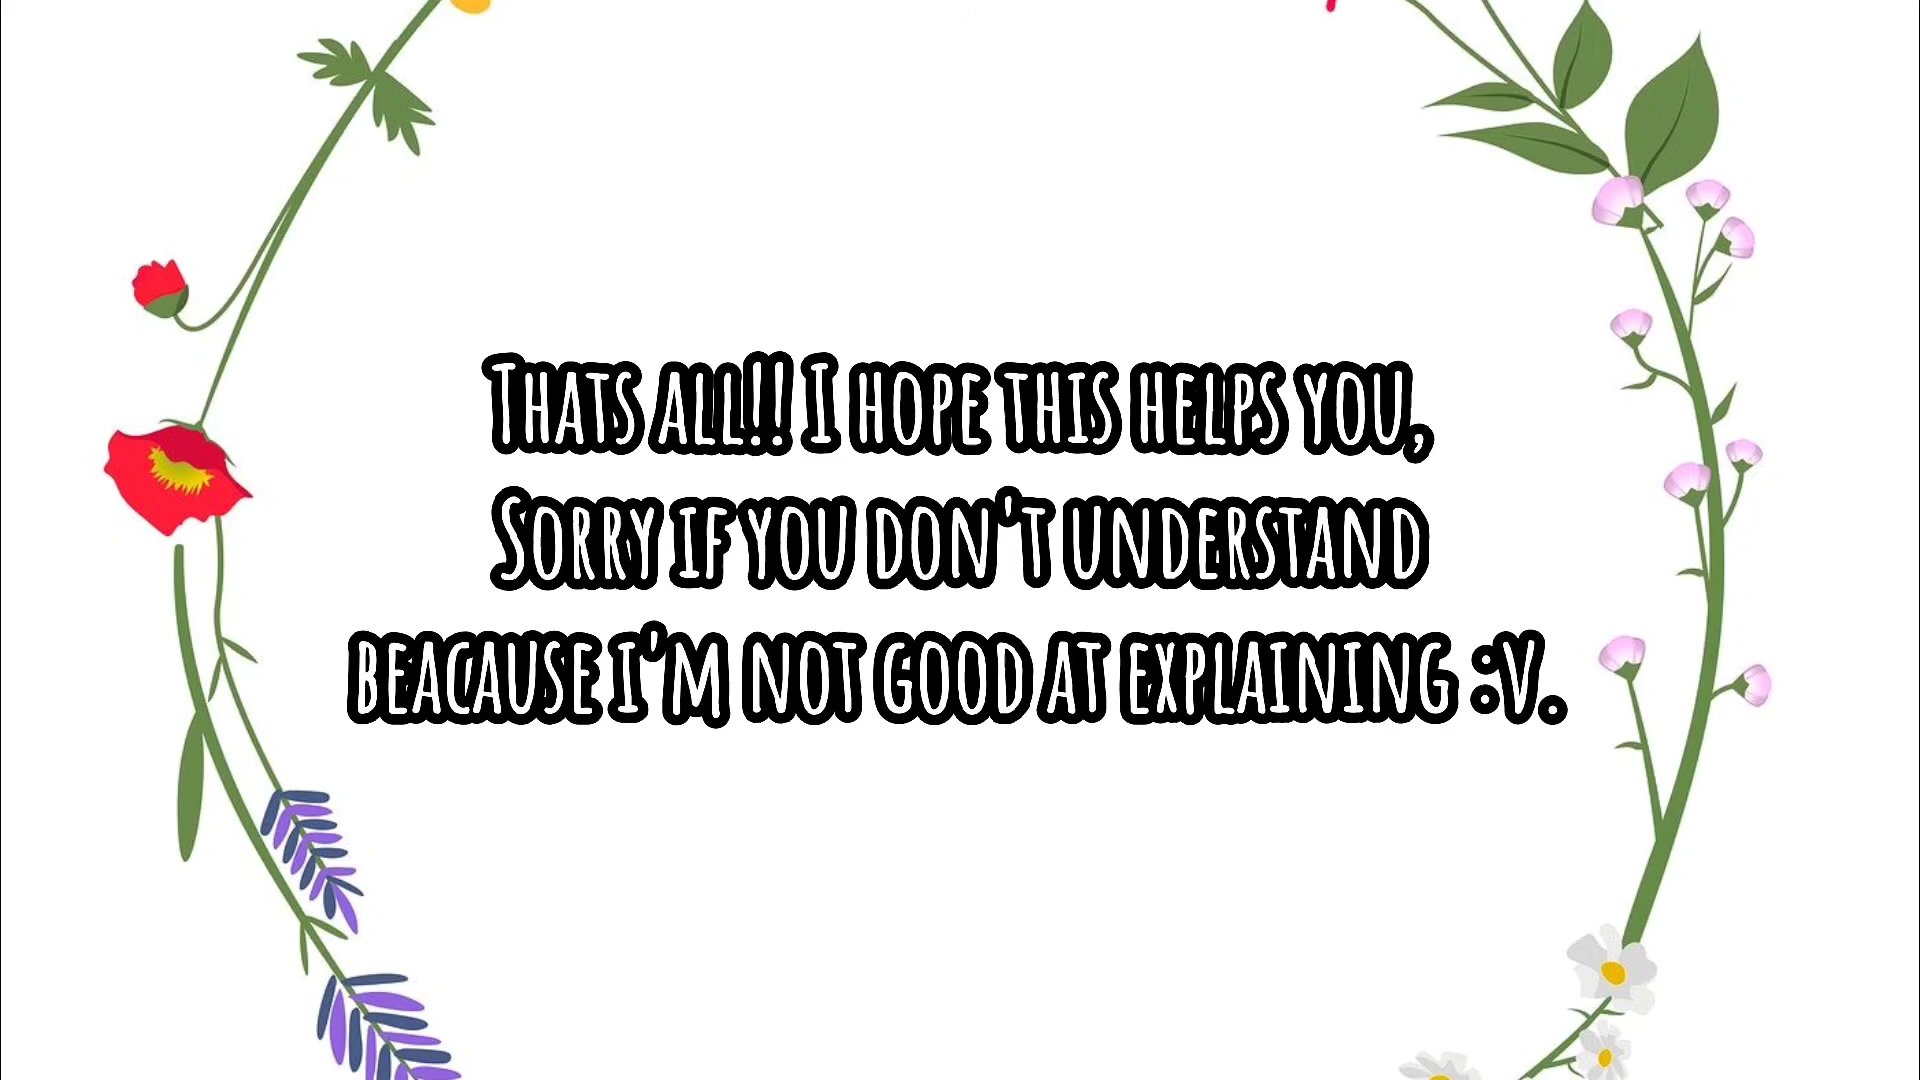 Thats all!! I hope this helps you,
Sorry if you don't understand
beacause i'm not good at explaining :v.